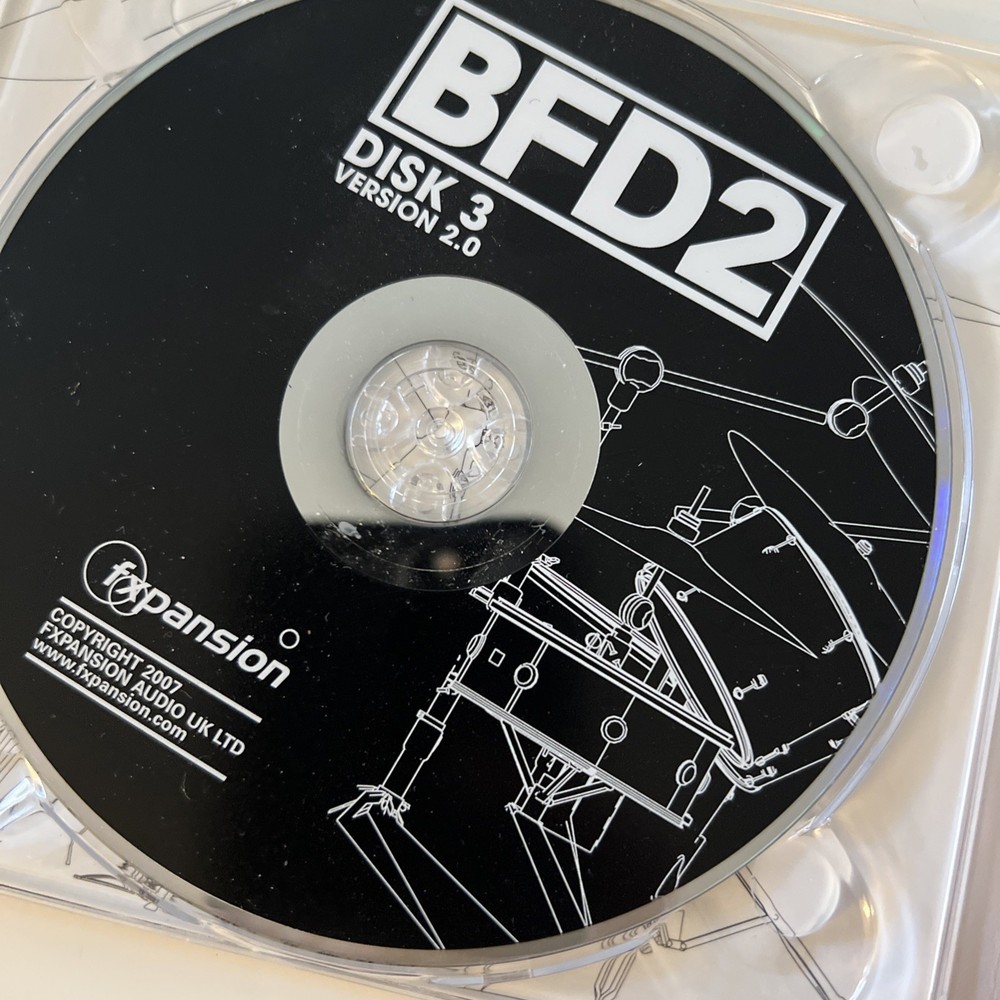 BFD2
DISK 3
VERSION 2.0
fxpansion
COPYRIGHT 2007
FXPANSION AUDIO UK LTD
www.fxpansion.com